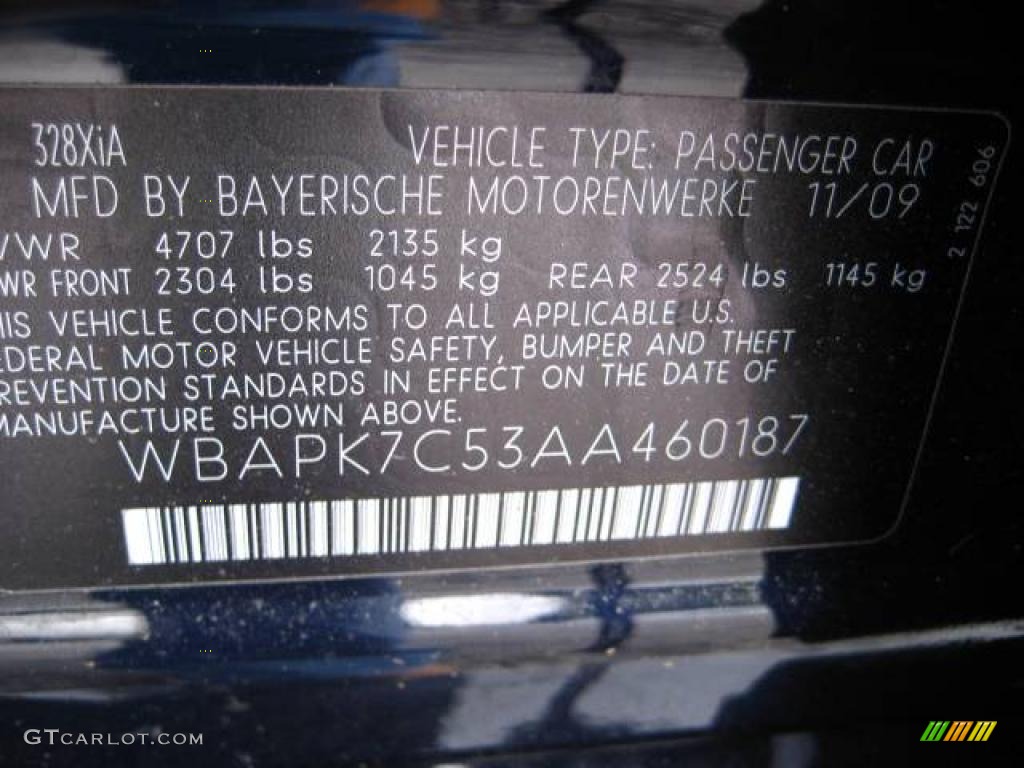 328XiA VEHICLE TYPE: PASSENGER CAR
MFD BY BAYERISCHE MOTORENWERKE 11/09
VWR 4707 lbs 2135 kg
WR FRONT 2304 lbs 1045 kg REAR 2524 lbs 1145 kg
HIS VEHICLE CONFORMS TO ALL APPLICABLE U.S.
EDERAL MOTOR VEHICLE SAFETY, BUMPER AND THEFT
REVENTION STANDARDS IN EFFECT ON THE DATE OF
MANUFACTURE SHOWN ABOVE.
WBAPK7C53AA460187
2 122 606
GTCARLOT.COM